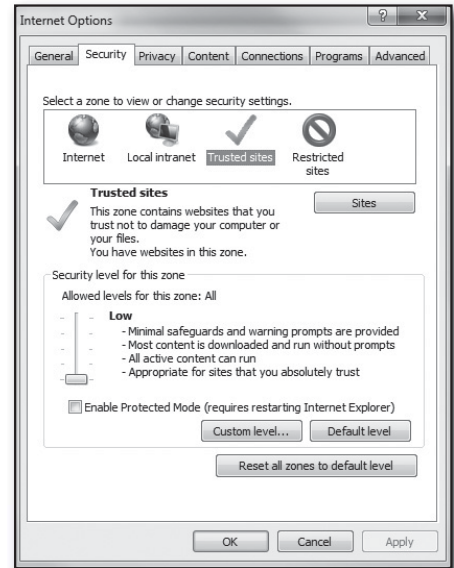 Internet Options
General Security Privacy Content Connections Programs Advanced
Select a zone to view or change security settings.
Internet Local intranet Trusted sites Restricted sites
Trusted sites
Sites
This zone contains websites that you
trust not to damage your computer or
your files.
You have websites in this zone.
Security level for this zone
Allowed levels for this zone: All
Low
- Minimal safeguards and warning prompts are provided
- Most content is downloaded and run without prompts
- All active content can run
- Appropriate for sites that you absolutely trust
Enable Protected Mode (requires restarting Internet Explorer)
Custom level... Default level
Reset all zones to default level
OK Cancel Apply